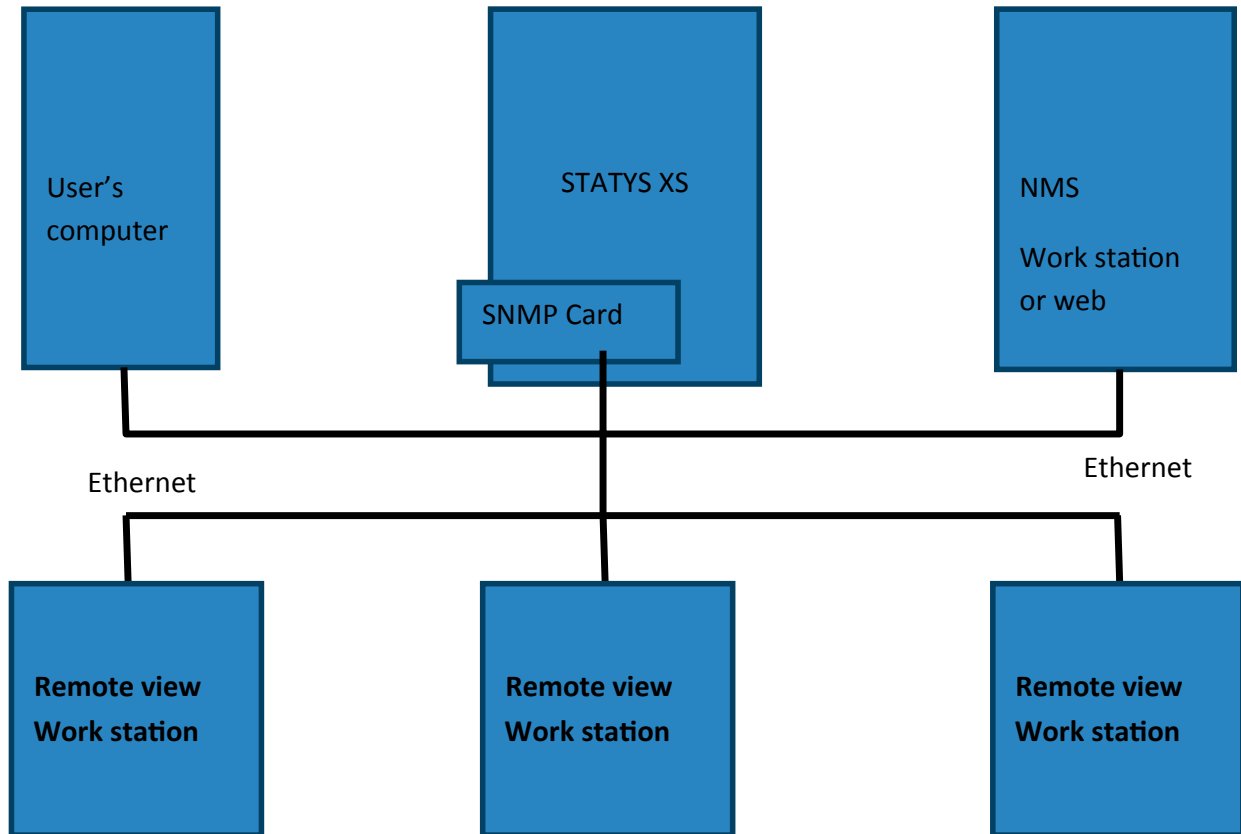 User’s
computer
STATYS XS
SNMP Card
NMS
Work station
or web
Ethernet
Ethernet
Remote view
Work station
Remote view
Work station
Remote view
Work station